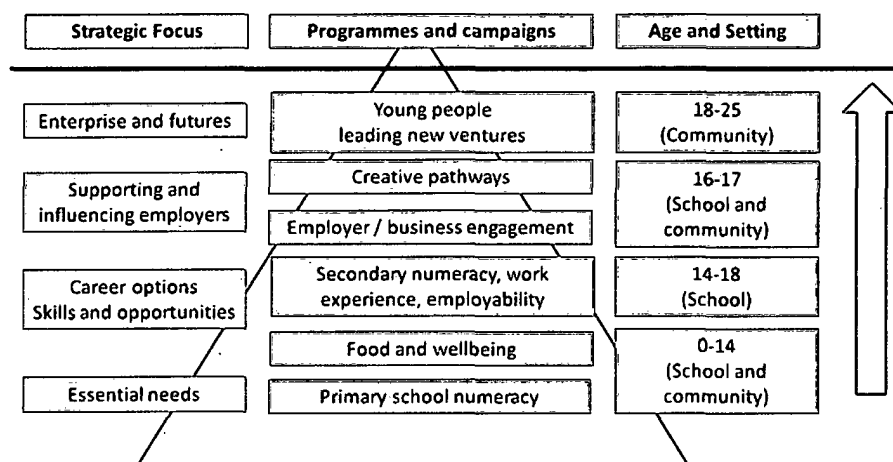 Strategic Focus
Programmes and campaigns
Age and Setting
Enterprise and futures
Young people
leading new ventures
18-25
(Community)
Supporting and
influencing employers
Creative pathways
Employer / business engagement
16-17
(School and
community)
Career options
Skills and opportunities
Secondary numeracy, work
experience, employability
14-18
(School)
Essential needs
Food and wellbeing
Primary school numeracy
0-14
(School and
community)